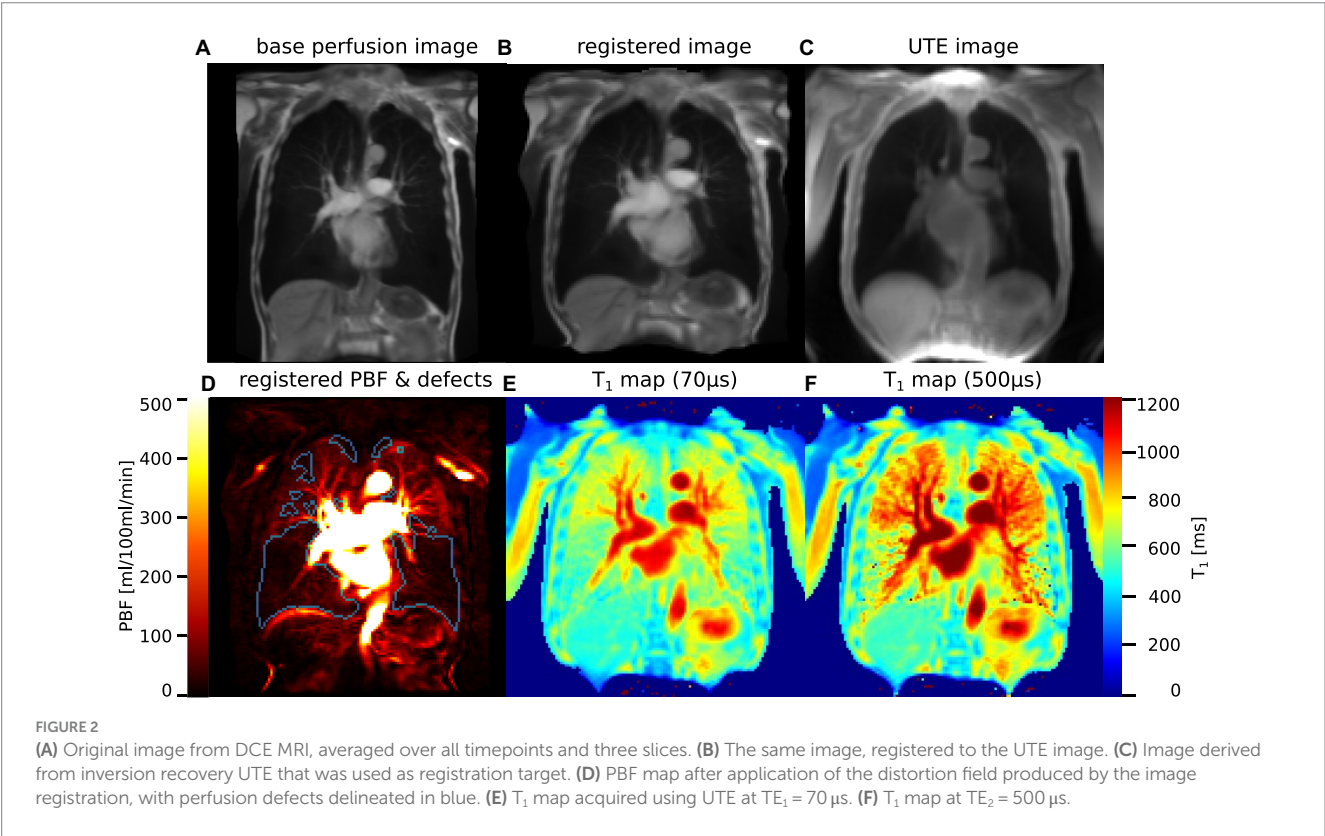 A base perfusion image B registered image C UTE image
D registered PBF & defects E T₁ map (70μs) F T₁ map (500μs)
500
400
300
200
100
0
PBF [ml/100ml/min]
1200
1000
800
600
400
200
0
T₁ [ms]
FIGURE 2
(A) Original image from DCE MRI, averaged over all timepoints and three slices. (B) The same image, registered to the UTE image. (C) Image derived
from inversion recovery UTE that was used as registration target. (D) PBF map after application of the distortion field produced by the image
registration, with perfusion defects delineated in blue. (E) T₁ map acquired using UTE at TE₁ = 70 μs. (F) T₁ map at TE₂ = 500 μs.